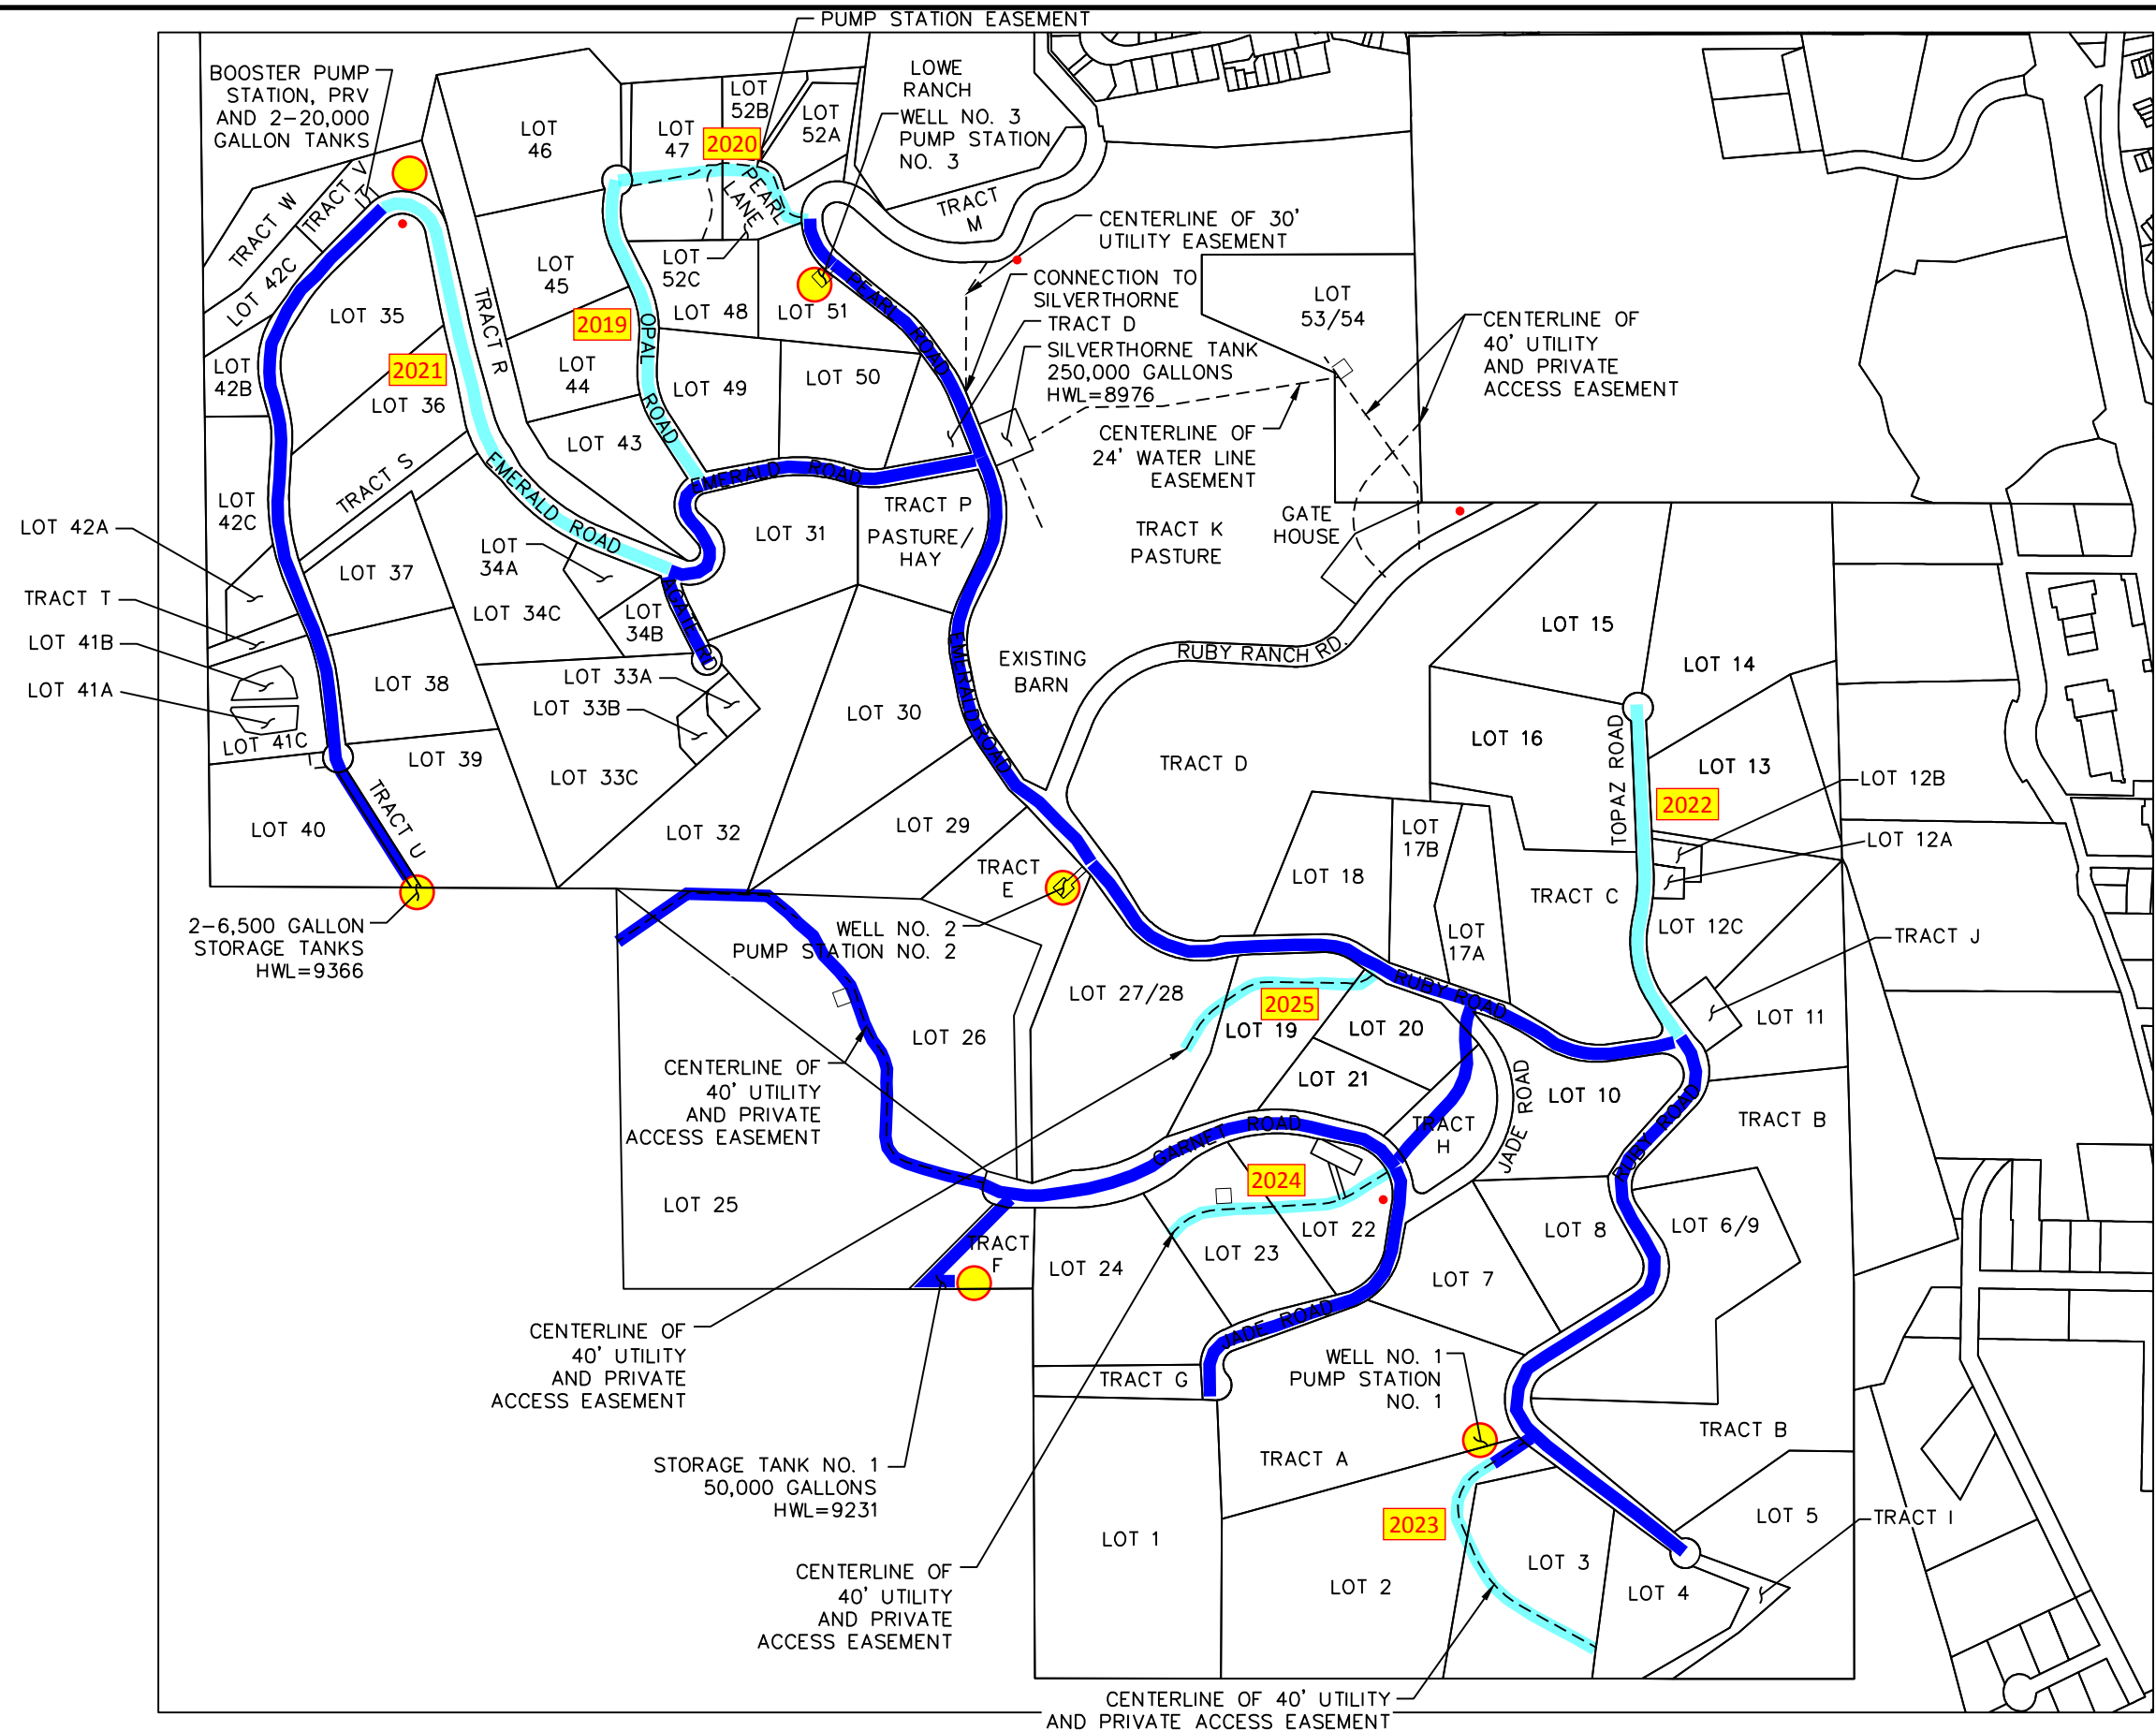 PUMP STATION EASEMENT
BOOSTER PUMP
STATION, PRV
AND 2-20,000
GALLON TANKS
LOWE
RANCH
WELL NO. 3
PUMP STATION
NO. 3
LOT
46
LOT
47
LOT
52B
LOT
52A
2020
PEARL
LANE
TRACT
M
TRACT W
TRACT V
LOT 42C
CENTERLINE OF 30'
UTILITY EASEMENT
CONNECTION TO
SILVERTHORNE
TRACT D
SILVERTHORNE TANK
250,000 GALLONS
HWL=8976
LOT
45
LOT
52C
LOT 48
LOT 51
PEARL ROAD
LOT
53/54
CENTERLINE OF
40' UTILITY
AND PRIVATE
ACCESS EASEMENT
LOT 35
TRACT R
2019
OPAL
ROAD
LOT
42B
2021
LOT 36
LOT
44
LOT 49
LOT 50
LOT 43
CENTERLINE OF
24' WATER LINE
EASEMENT
TRACT S
EMERALD ROAD
EMERALD ROAD
TRACT P
PASTURE/
HAY
LOT
42C
LOT 42A
LOT 31
TRACT K
PASTURE
GATE
HOUSE
LOT
34A
LOT 37
TRACT T
LOT 34C
LOT
34B
AGATE RD
LOT 41B
LOT 41A
LOT 38
LOT 33A
LOT 33B
EMERALD ROAD
EXISTING
BARN
RUBY RANCH RD.
LOT 15
LOT 14
LOT 30
LOT 41C
LOT 39
LOT 33C
TRACT U
TRACT D
LOT 16
TOPAZ ROAD
LOT 13
LOT 12B
2022
LOT 12A
LOT 40
LOT 32
LOT 29
LOT
17B
TRACT
E
LOT 18
TRACT C
2-6,500 GALLON
STORAGE TANKS
HWL=9366
WELL NO. 2
PUMP STATION NO. 2
LOT
17A
LOT 12C
TRACT J
LOT 27/28
RUBY ROAD
2025
LOT 19
LOT 20
LOT 11
LOT 26
CENTERLINE OF
40' UTILITY
AND PRIVATE
ACCESS EASEMENT
LOT 21
JADE ROAD
LOT 10
TRACT B
GARNET ROAD
TRACT
H
RUBY ROAD
2024
LOT 25
LOT 22
LOT 23
LOT 8
LOT 6/9
TRACT
F
LOT 24
LOT 7
JADE ROAD
CENTERLINE OF
40' UTILITY
AND PRIVATE
ACCESS EASEMENT
WELL NO. 1
PUMP STATION
NO. 1
TRACT G
TRACT B
TRACT A
STORAGE TANK NO. 1
50,000 GALLONS
HWL=9231
2023
LOT 5
TRACT I
LOT 1
LOT 3
LOT 2
LOT 4
CENTERLINE OF
40' UTILITY
AND PRIVATE
ACCESS EASEMENT
CENTERLINE OF 40' UTILITY
AND PRIVATE ACCESS EASEMENT